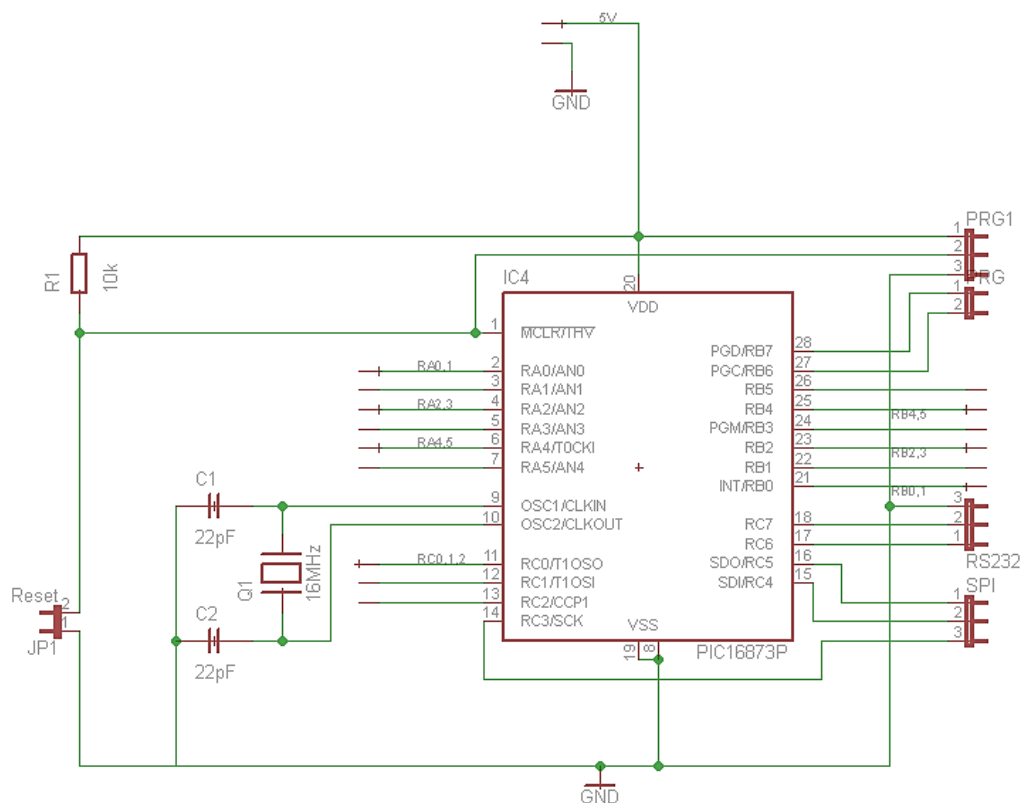 5V
GND
PRG1
1
2
3
PRG
1
2
R1
10k
IC4
20
VDD
1 MCLR/THV
2 RA0/AN0
3 RA1/AN1
4 RA2/AN2
5 RA3/AN3
6 RA4/T0CKI
7 RA5/AN4
9 OSC1/CLKIN
10 OSC2/CLKOUT
11 RC0/T1OSO
12 RC1/T1OSI
13 RC2/CCP1
14 RC3/SCK
RA0,1
RA2,3
RA4,5
RC0,1,2
PGD/RB7 28
PGC/RB6 27
RB5 26
RB4 25
PGM/RB3 24
RB2 23
RB1 22
INT/RB0 21
RC7 18
RC6 17
SDO/RC5 16
SDI/RC4 15
RB4,5
RB2,3
RB0,1
3
2
1
RS232
SPI
1
2
3
C1
22pF
Q1
16MHz
C2
22pF
Reset
2
1
JP1
VSS
19
8
PIC16873P
GND